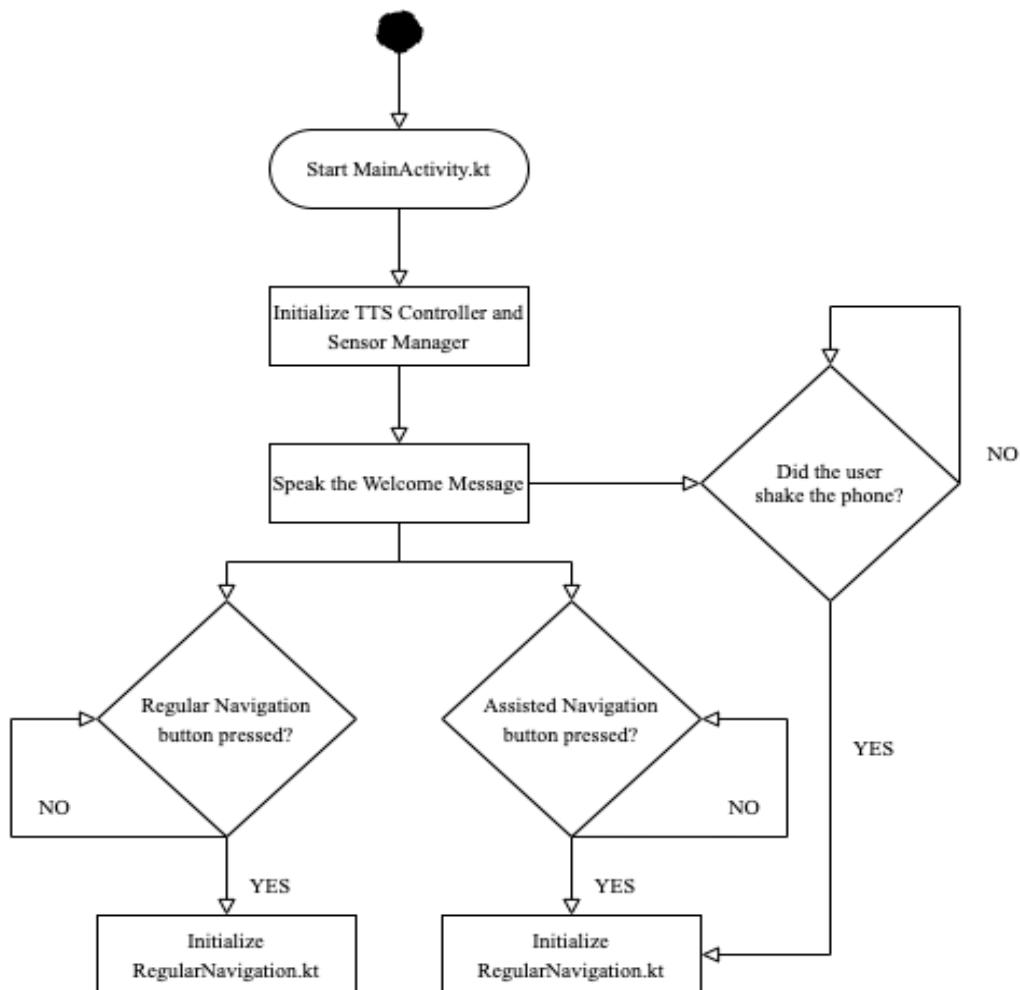 Start MainActivity.kt
Initialize TTS Controller and
Sensor Manager
Speak the Welcome Message
Did the user
shake the phone?
NO
Regular Navigation
button pressed?
Assisted Navigation
button pressed?
YES
NO
NO
YES
YES
Initialize
RegularNavigation.kt
Initialize
RegularNavigation.kt